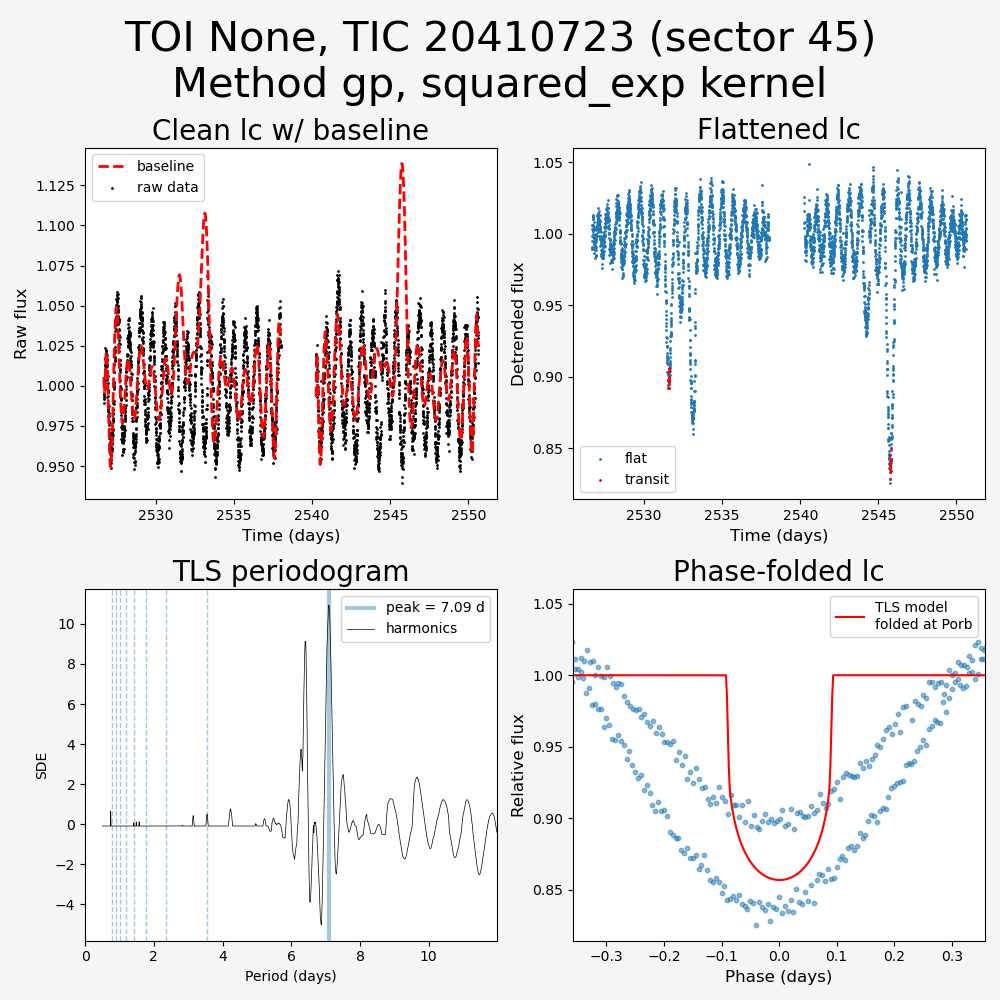 TOI None, TIC 20410723 (sector 45)
Method gp, squared_exp kernel
Clean lc w/ baseline
baseline
raw data
Raw flux
1.125
1.100
1.075
1.050
1.025
1.000
0.975
0.950
2530 2535 2540 2545 2550
Time (days)
Flattened lc
Detrended flux
1.05
1.00
0.95
0.90
0.85
flat
transit
2530 2535 2540 2545 2550
Time (days)
TLS periodogram
peak = 7.09 d
harmonics
SDE
10
8
6
4
2
0
−2
−4
0 2 4 6 8 10
Period (days)
Phase-folded lc
TLS model
folded at Porb
Relative flux
1.05
1.00
0.95
0.90
0.85
−0.3 −0.2 −0.1 0.0 0.1 0.2 0.3
Phase (days)